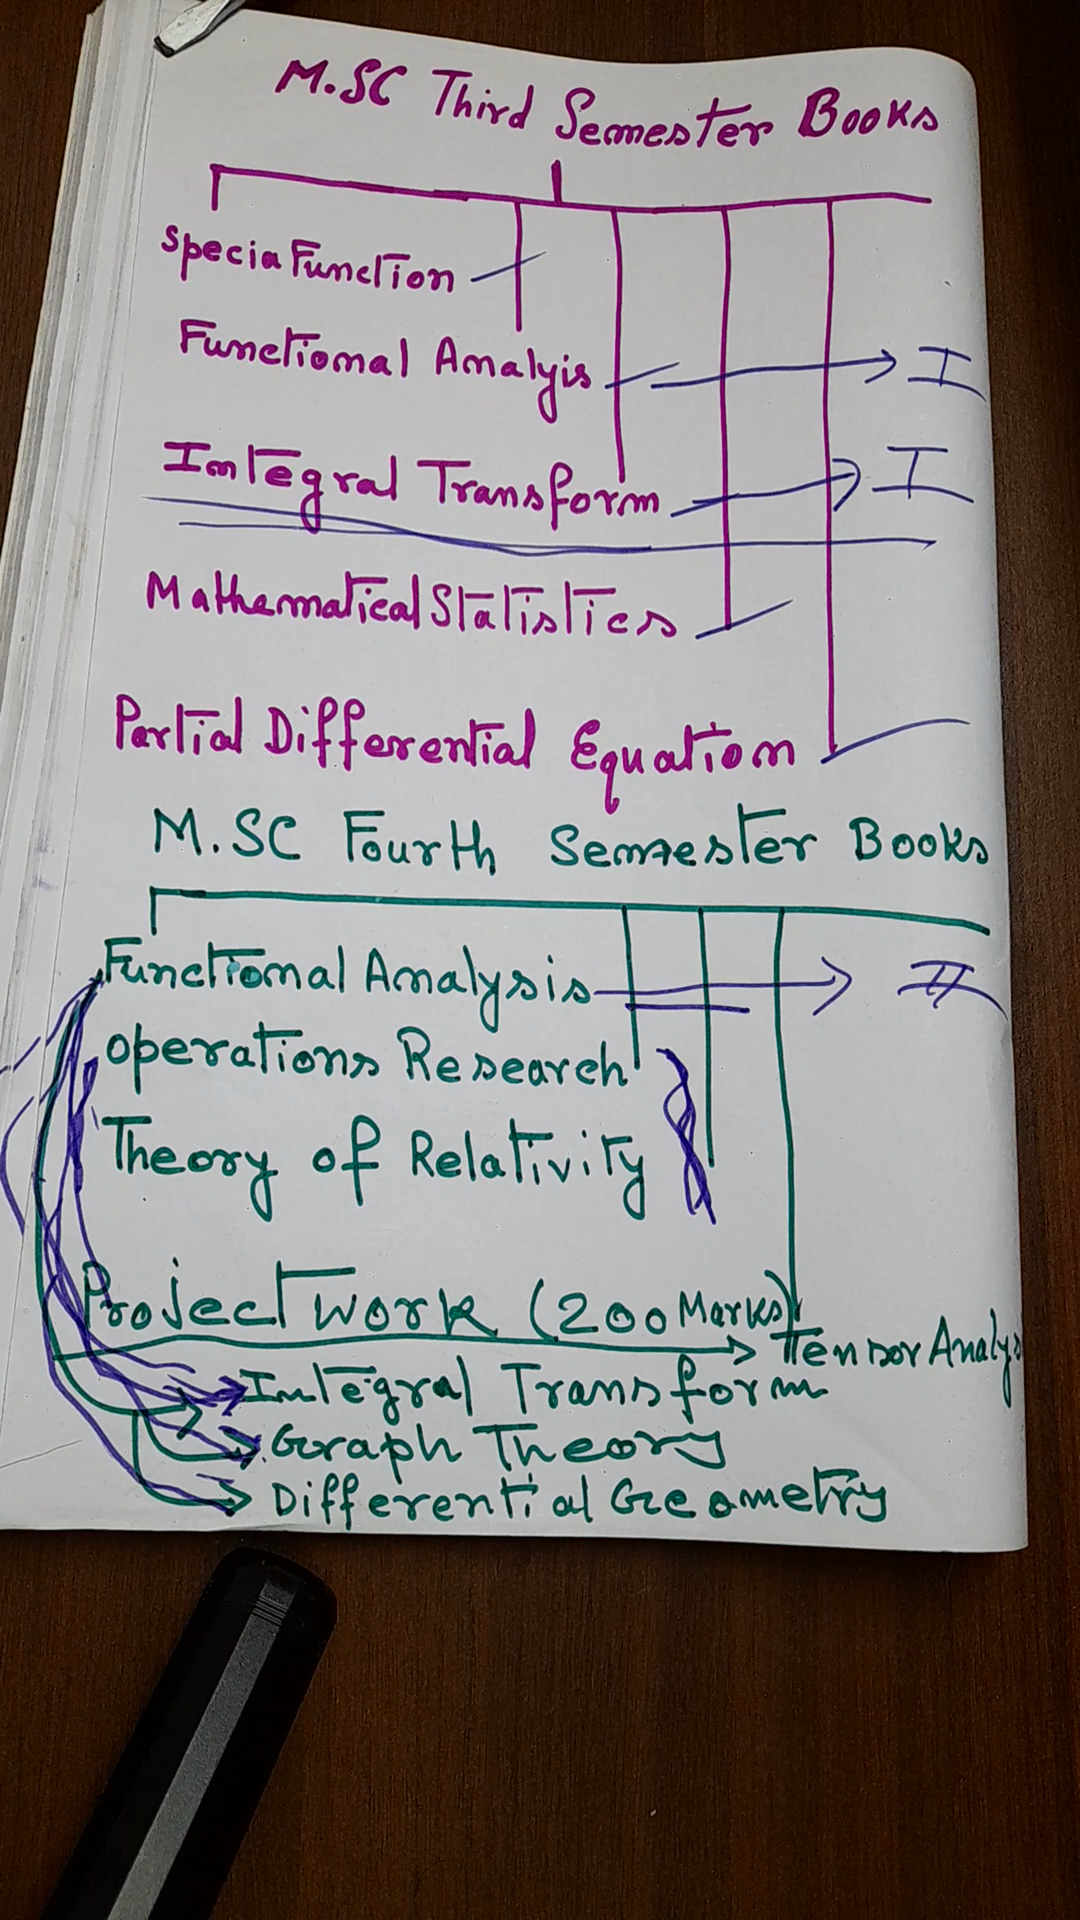 M.SC Third Semester Books
Specia Function
Functional Analyis → I
Integral Transform → I
Mathematical Statistics
Partial Differential Equation
M.SC Fourth Semester Books
Functional Analysis → II
operations Research
Theory of Relativity
Project work (200 Marks)
→ Tensor Analys
→ Integral Transform
→ Graph Theory
→ Differential Geometry